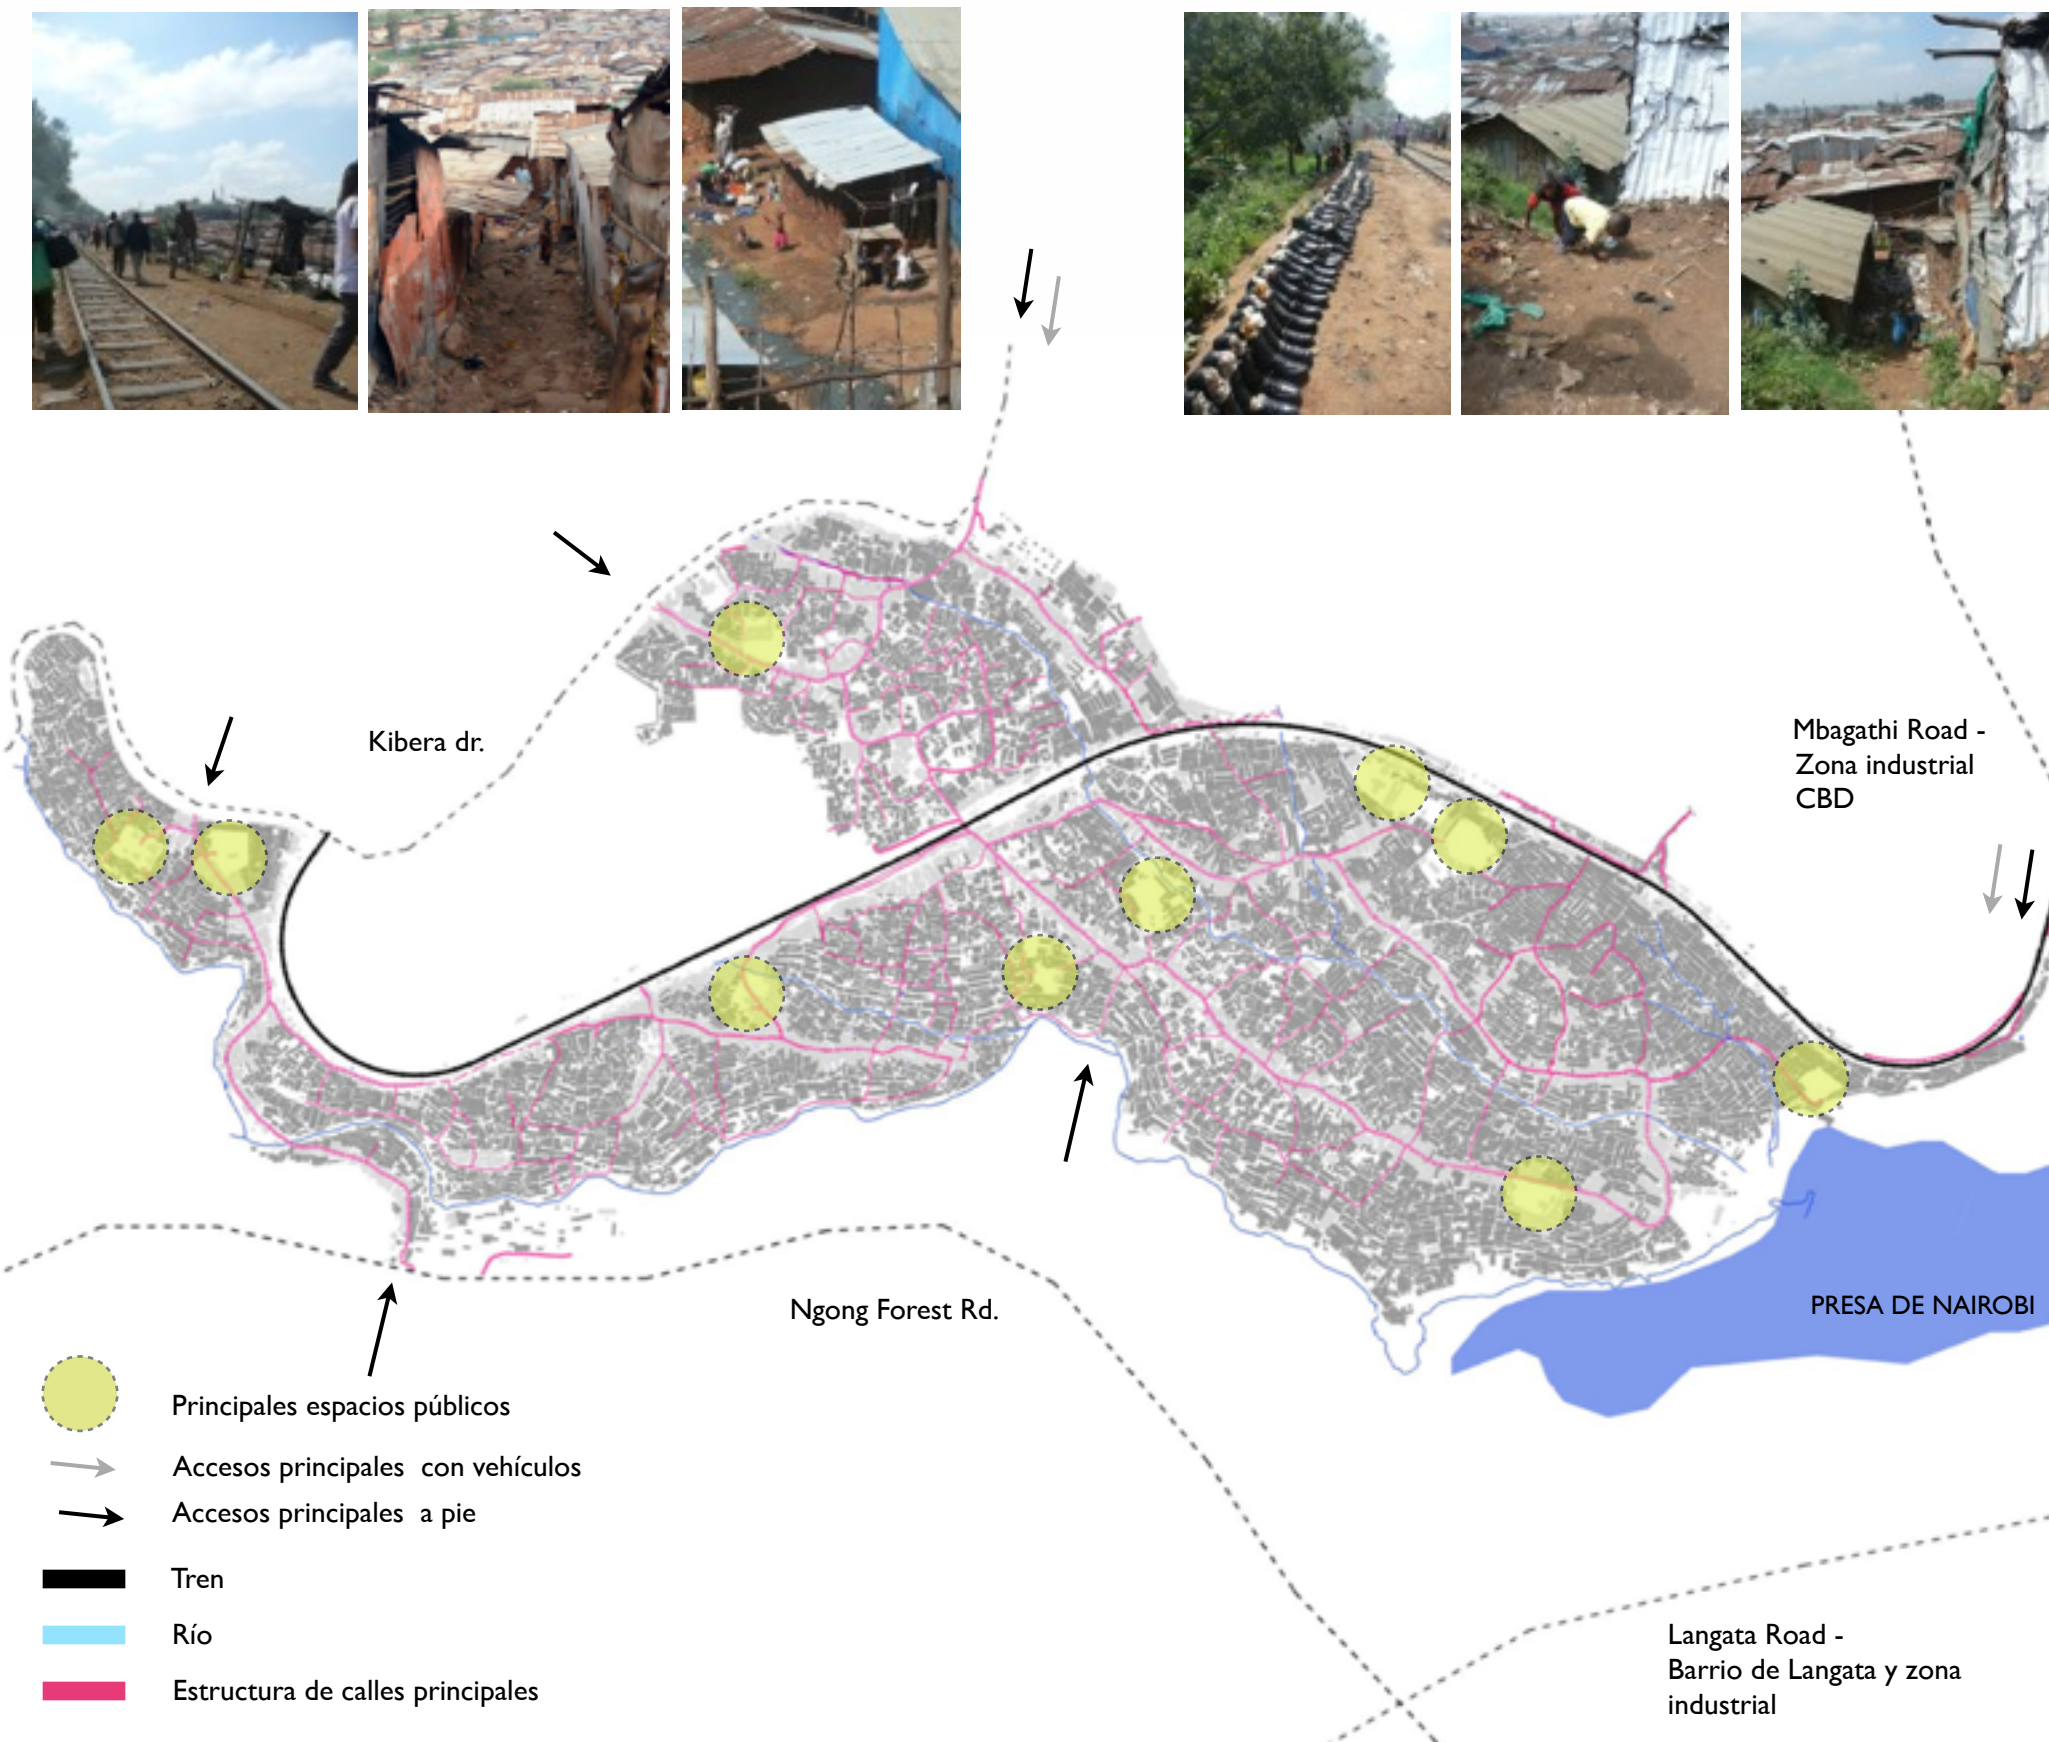 Kibera dr.
Mbagathi Road -
Zona industrial
CBD
Ngong Forest Rd.
PRESA DE NAIROBI
Principales espacios públicos
Accesos principales con vehículos
Accesos principales a pie
Tren
Río
Estructura de calles principales
Langata Road -
Barrio de Langata y zona
industrial